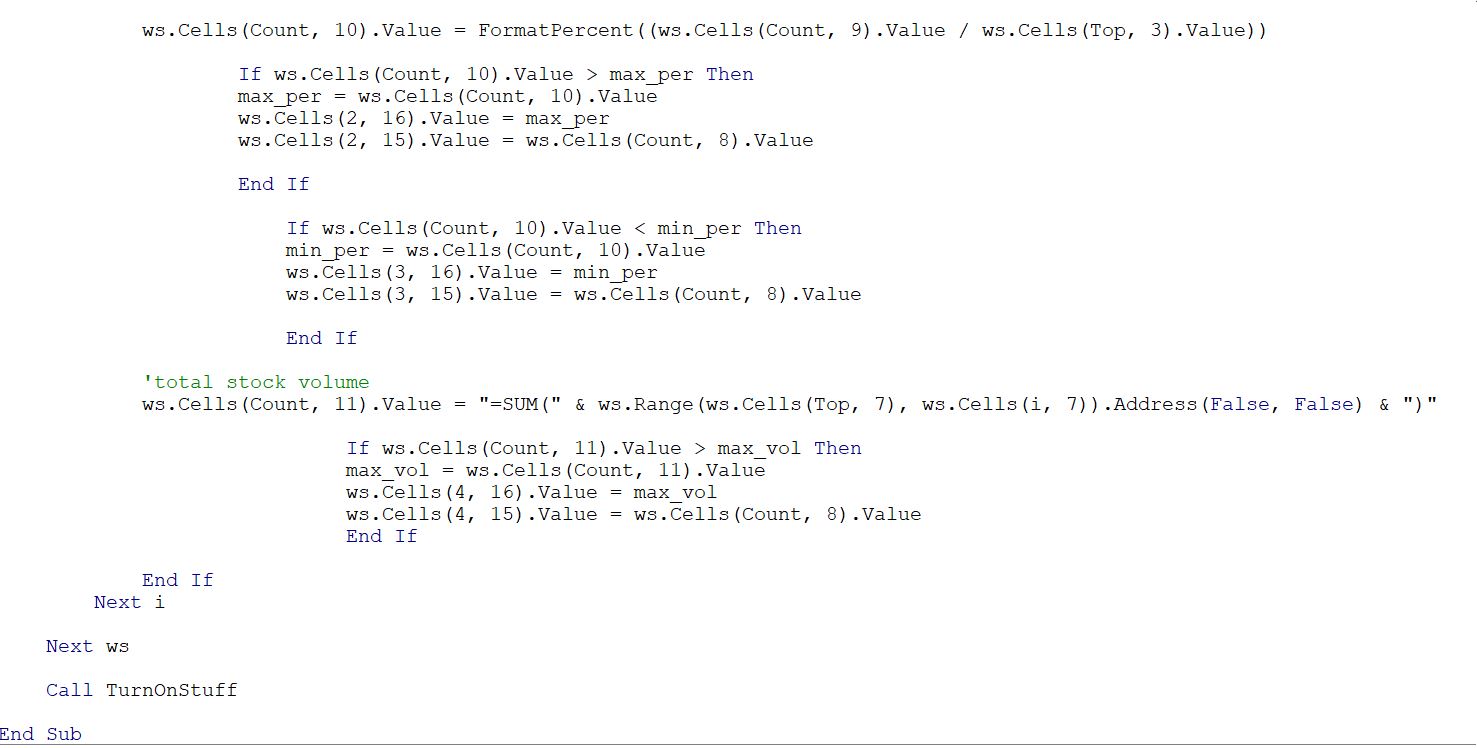 ws.Cells(Count, 10).Value = FormatPercent((ws.Cells(Count, 9).Value / ws.Cells(Top, 3).Value))
If ws.Cells(Count, 10).Value > max_per Then
max_per = ws.Cells(Count, 10).Value
ws.Cells(2, 16).Value = max_per
ws.Cells(2, 15).Value = ws.Cells(Count, 8).Value
End If
If ws.Cells(Count, 10).Value < min_per Then
min_per = ws.Cells(Count, 10).Value
ws.Cells(3, 16).Value = min_per
ws.Cells(3, 15).Value = ws.Cells(Count, 8).Value
End If
'total stock volume
ws.Cells(Count, 11).Value = "=SUM(" & ws.Range(ws.Cells(Top, 7), ws.Cells(i, 7)).Address(False, False) & ")"
If ws.Cells(Count, 11).Value > max_vol Then
max_vol = ws.Cells(Count, 11).Value
ws.Cells(4, 16).Value = max_vol
ws.Cells(4, 15).Value = ws.Cells(Count, 8).Value
End If
End If
Next i
Next ws
Call TurnOnStuff
End Sub